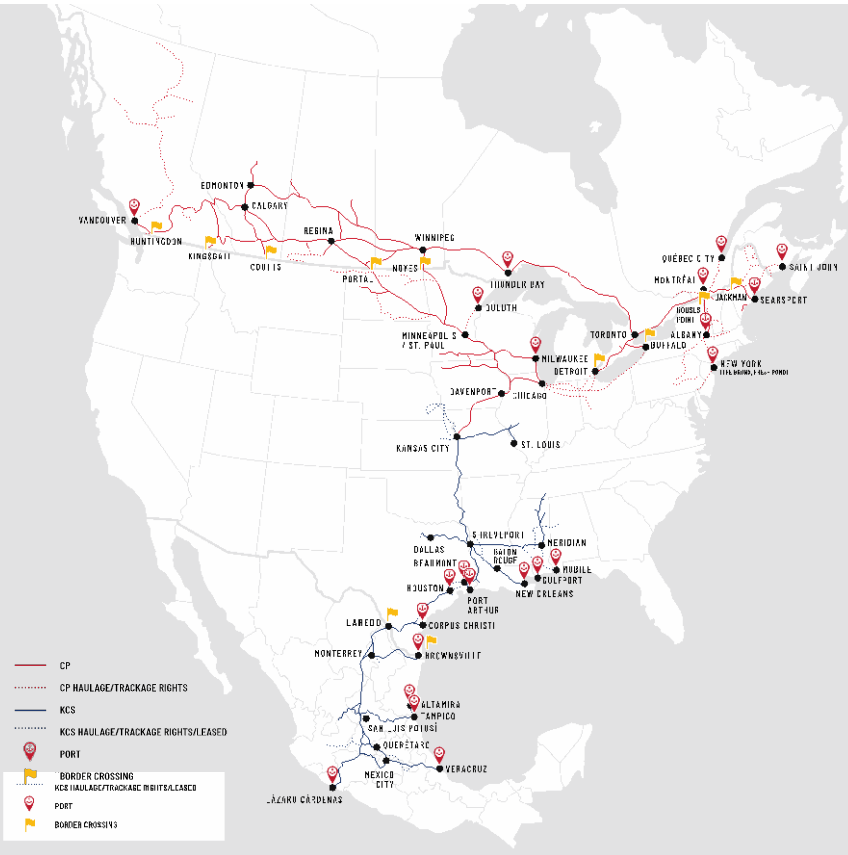 EDMONTON
CALGARY
VANCOUVER
REGINA
WINNIPEG
HUNTINGDON
QUÉBEC CITY
KINGSGATE
COUTTS
SAINT JOHN
PORTAL
NOYES
THUNDER BAY
MONTRÉAL
JACKMAN
SEARSPORT
DULUTH
ROUSES
POINT
MINNEAPOLIS
/ ST. PAUL
TORONTO
ALBANY
BUFFALO
MILWAUKEE
DETROIT
NEW YORK
DAVENPORT
CHICAGO
KANSAS CITY
ST. LOUIS
SHREVEPORT
MERIDIAN
DALLAS
BATON
ROUGE
BEAUMONT
MOBILE
GULFPORT
HOUSTON
NEW ORLEANS
PORT
ARTHUR
LAREDO
CORPUS CHRISTI
MONTERREY
BROWNSVILLE
ALTAMIRA
TAMPICO
SAN LUIS POTOSÍ
QUERÉTARO
VERACRUZ
MEXICO
CITY
LÁZARO CÁRDENAS
CP
CP HAULAGE/TRACKAGE RIGHTS
KCS
KCS HAULAGE/TRACKAGE RIGHTS/LEASED
PORT
BORDER CROSSING
KCS HAULAGE/TRACKAGE RIGHTS/LEASED
PORT
BORDER CROSSING